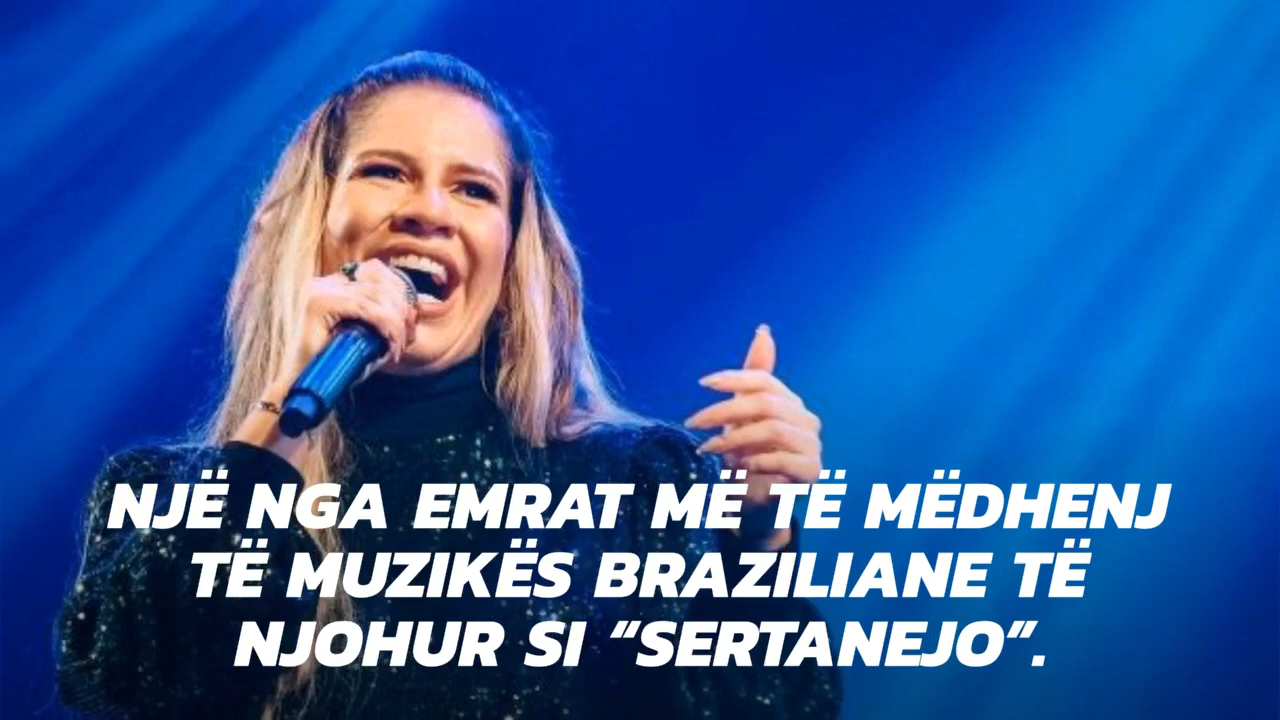 NJË NGA EMRAT MË TË MËDHENJ
TË MUZIKËS BRAZILIANE TË
NJOHUR SI “SERTANEJO”.